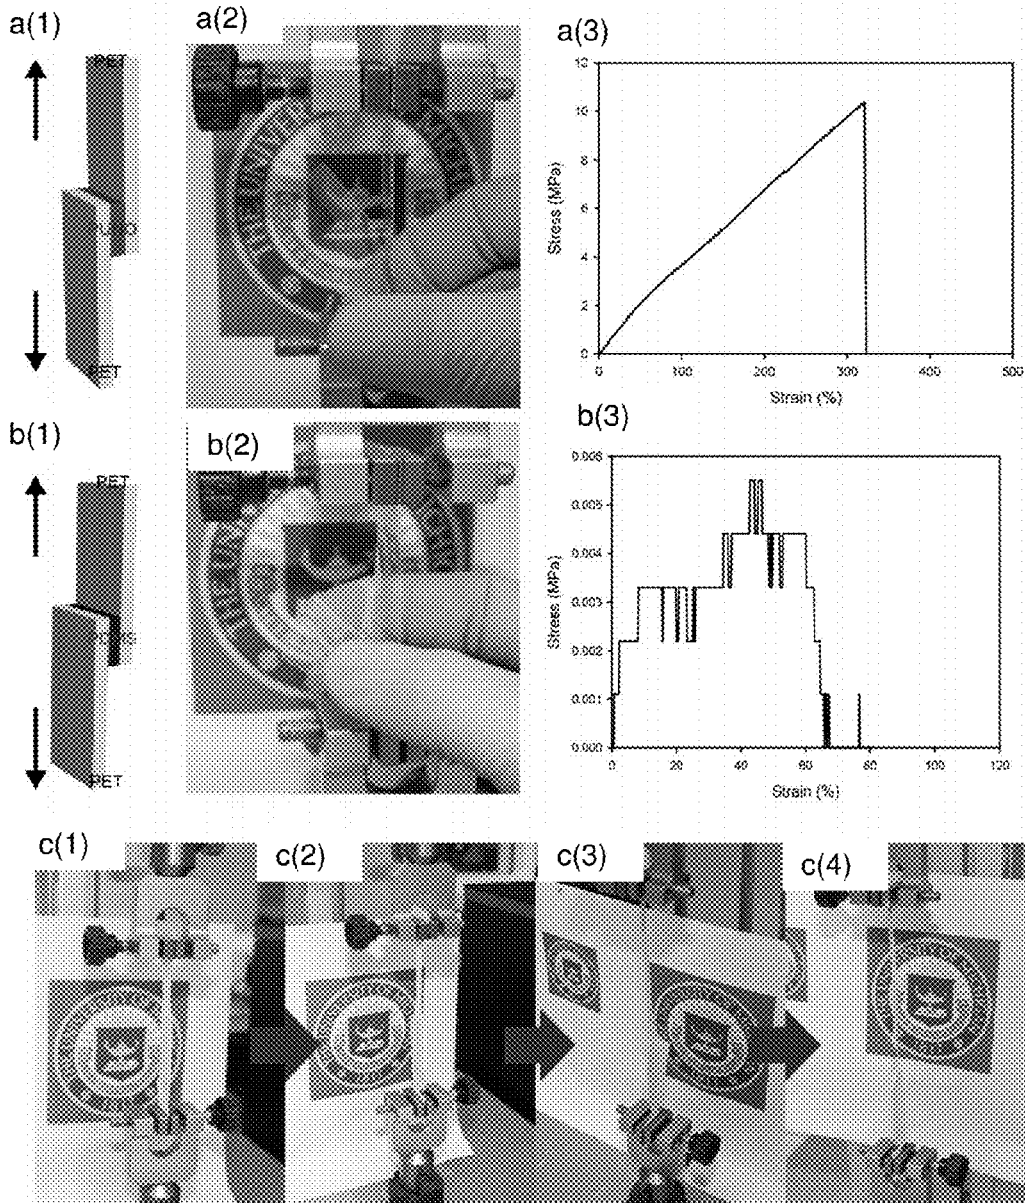 a(1)
PET
PET
a(2)
a(3)
12
10
8
6
4
2
0
0 100 200 300 400 500
Stress (MPa)
Strain (%)
b(1)
PET
PET
b(2)
b(3)
0.006
0.005
0.004
0.003
0.002
0.001
0.000
0 20 40 60 80 100 120
Stress (MPa)
Strain (%)
c(1)
c(2)
c(3)
c(4)